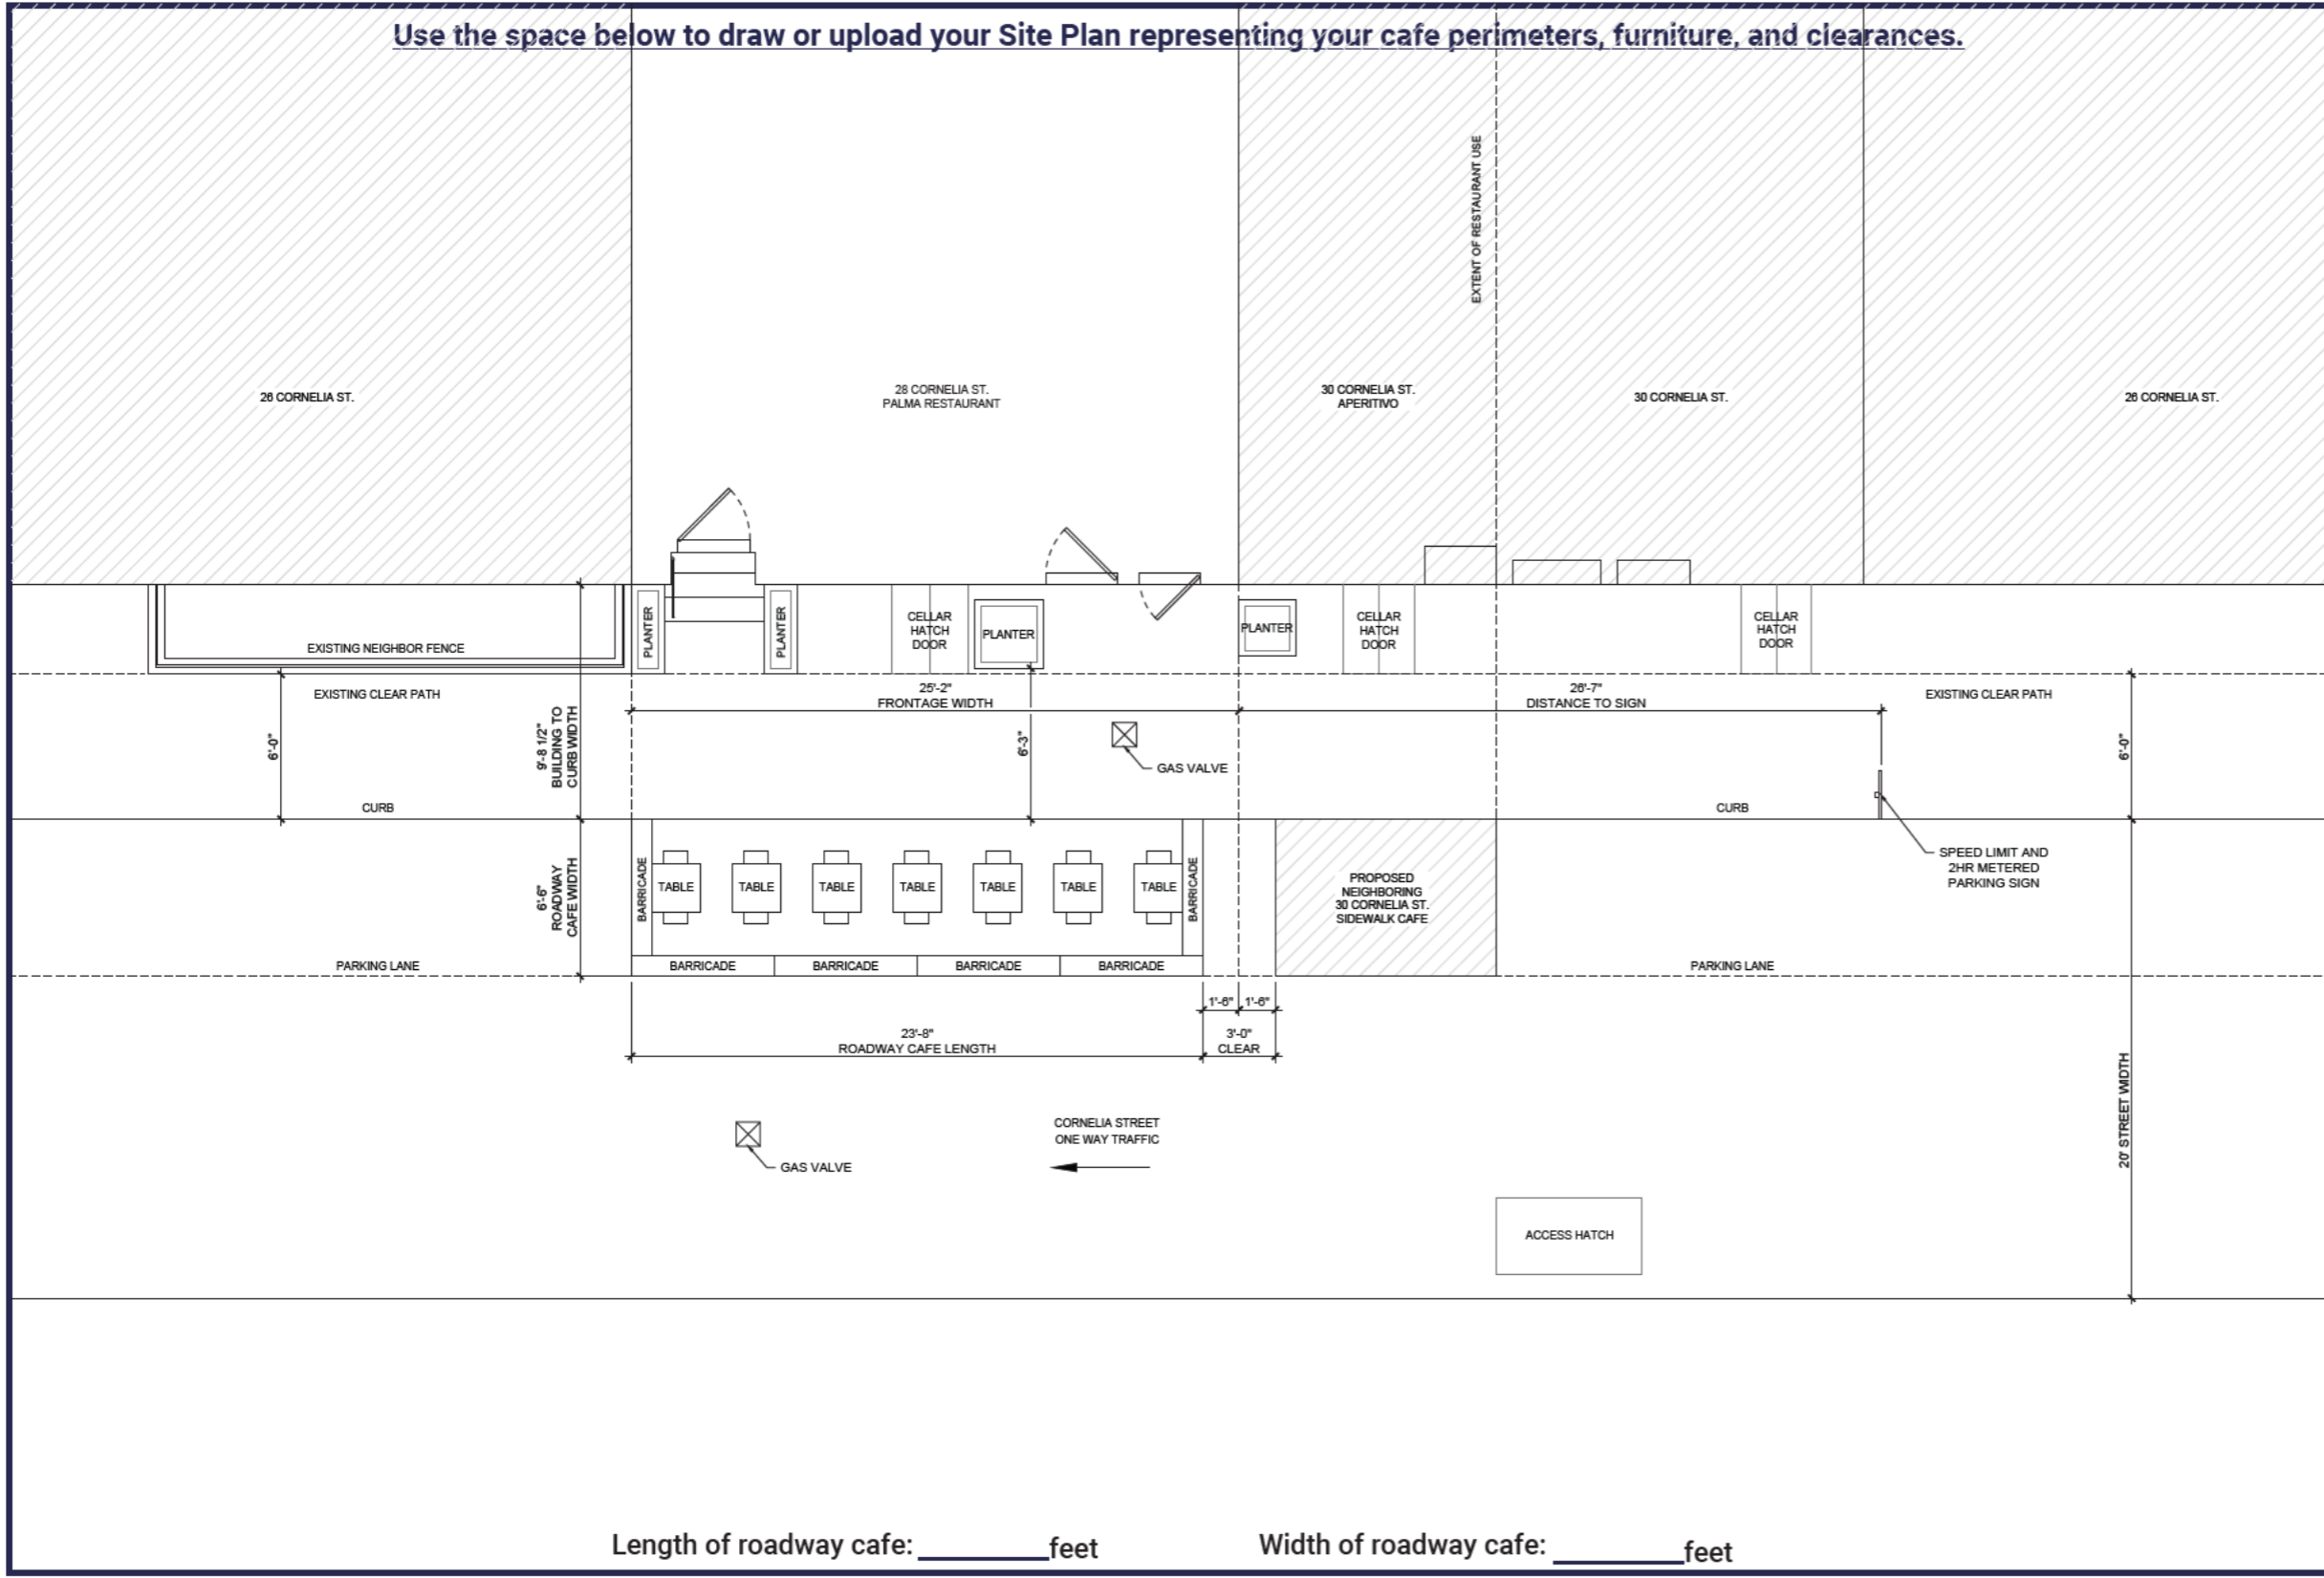 Use the space below to draw or upload your Site Plan representing your cafe perimeters, furniture, and clearances.
EXTENT OF RESTAURANT USE
26 CORNELIA ST.
28 CORNELIA ST.
PALMA RESTAURANT
30 CORNELIA ST.
APERITIVO
30 CORNELIA ST.
26 CORNELIA ST.
EXISTING NEIGHBOR FENCE
PLANTER
PLANTER
CELLAR
HATCH
DOOR
PLANTER
PLANTER
CELLAR
HATCH
DOOR
CELLAR
HATCH
DOOR
EXISTING CLEAR PATH
25'-2"
FRONTAGE WIDTH
26'-7"
DISTANCE TO SIGN
EXISTING CLEAR PATH
6'-0"
9'-8 1/2"
BUILDING TO
CURB WIDTH
6'-3"
GAS VALVE
6'-0"
CURB
CURB
SPEED LIMIT AND
2HR METERED
PARKING SIGN
6'-6"
ROADWAY
CAFE WIDTH
BARRICADE
TABLE
TABLE
TABLE
TABLE
TABLE
TABLE
TABLE
BARRICADE
PROPOSED
NEIGHBORING
30 CORNELIA ST.
SIDEWALK CAFE
PARKING LANE
BARRICADE
BARRICADE
BARRICADE
BARRICADE
PARKING LANE
1'-6"
1'-6"
23'-8"
ROADWAY CAFE LENGTH
3'-0"
CLEAR
20' STREET WIDTH
GAS VALVE
CORNELIA STREET
ONE WAY TRAFFIC
ACCESS HATCH
Length of roadway cafe: ________ feet
Width of roadway cafe: ________ feet